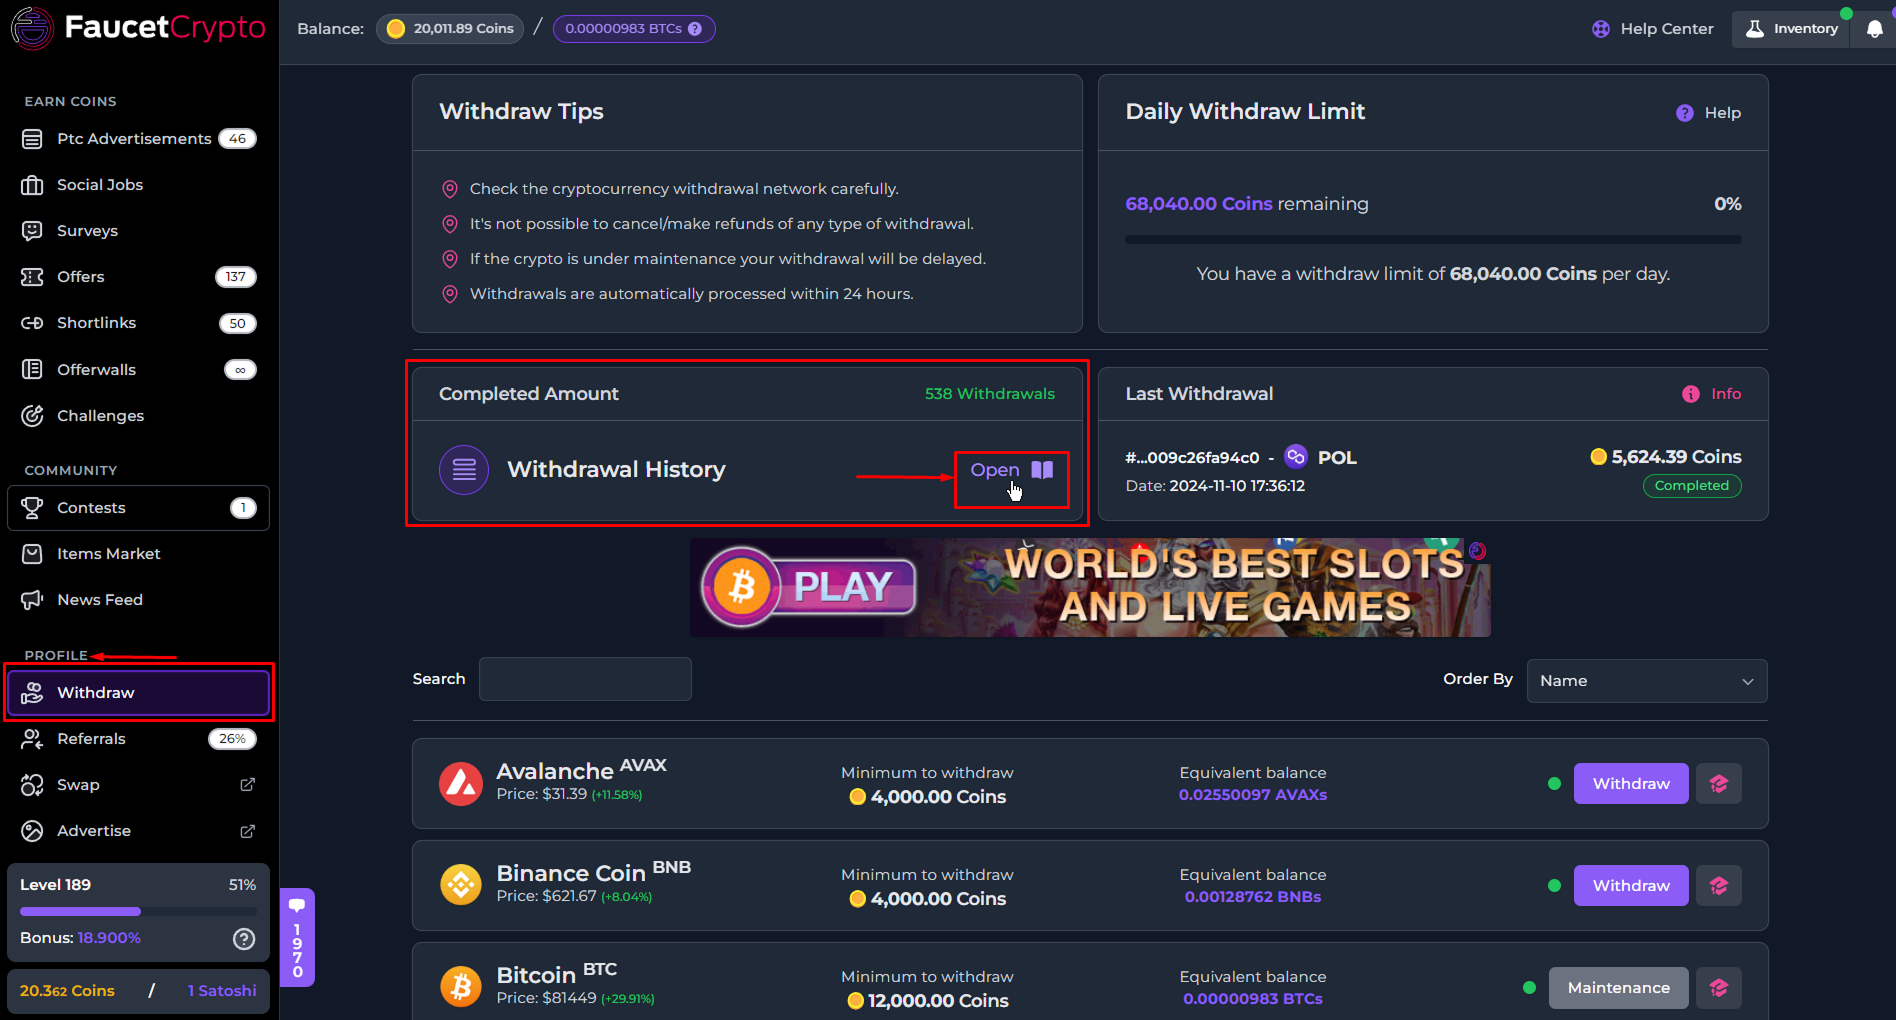 FaucetCrypto
Balance: 20,011.89 Coins / 0.00000983 BTCs ?
Help Center
Inventory
EARN COINS
Ptc Advertisements 46
Social Jobs
Surveys
Offers 137
Shortlinks 50
Offerwalls ∞
Challenges
COMMUNITY
Contests 1
Items Market
News Feed
PROFILE
Withdraw
Referrals 26%
Swap
Advertise
Level 189 51%
Bonus: 18.900% ?
20.362 Coins / 1 Satoshi
1970
Withdraw Tips
Check the cryptocurrency withdrawal network carefully.
It's not possible to cancel/make refunds of any type of withdrawal.
If the crypto is under maintenance your withdrawal will be delayed.
Withdrawals are automatically processed within 24 hours.
Daily Withdraw Limit ? Help
68,040.00 Coins remaining 0%
You have a withdraw limit of 68,040.00 Coins per day.
Completed Amount 538 Withdrawals
Withdrawal History Open
Last Withdrawal Info
#...009c26fa94c0 - POL 5,624.39 Coins
Date: 2024-11-10 17:36:12 Completed
PLAY
WORLD'S BEST SLOTS
AND LIVE GAMES
Search
Order By Name
Avalanche AVAX
Price: $31.39 (+11.58%)
Minimum to withdraw
4,000.00 Coins
Equivalent balance
0.02550097 AVAXs
Withdraw
Binance Coin BNB
Price: $621.67 (+8.04%)
Minimum to withdraw
4,000.00 Coins
Equivalent balance
0.00128762 BNBs
Withdraw
Bitcoin BTC
Price: $81449 (+29.91%)
Minimum to withdraw
12,000.00 Coins
Equivalent balance
0.00000983 BTCs
Maintenance